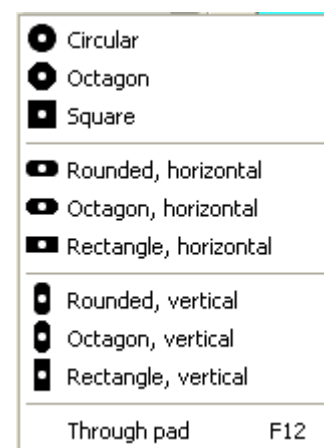 Circular
Octagon
Square
Rounded, horizontal
Octagon, horizontal
Rectangle, horizontal
Rounded, vertical
Octagon, vertical
Rectangle, vertical
Through pad F12